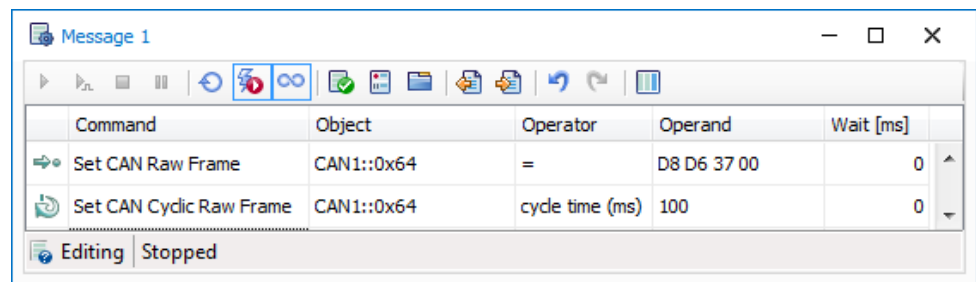 Message 1
Command Object Operator Operand Wait [ms]
Set CAN Raw Frame CAN1::0x64 = D8 D6 37 00 0
Set CAN Cyclic Raw Frame CAN1::0x64 cycle time (ms) 100 0
Editing Stopped